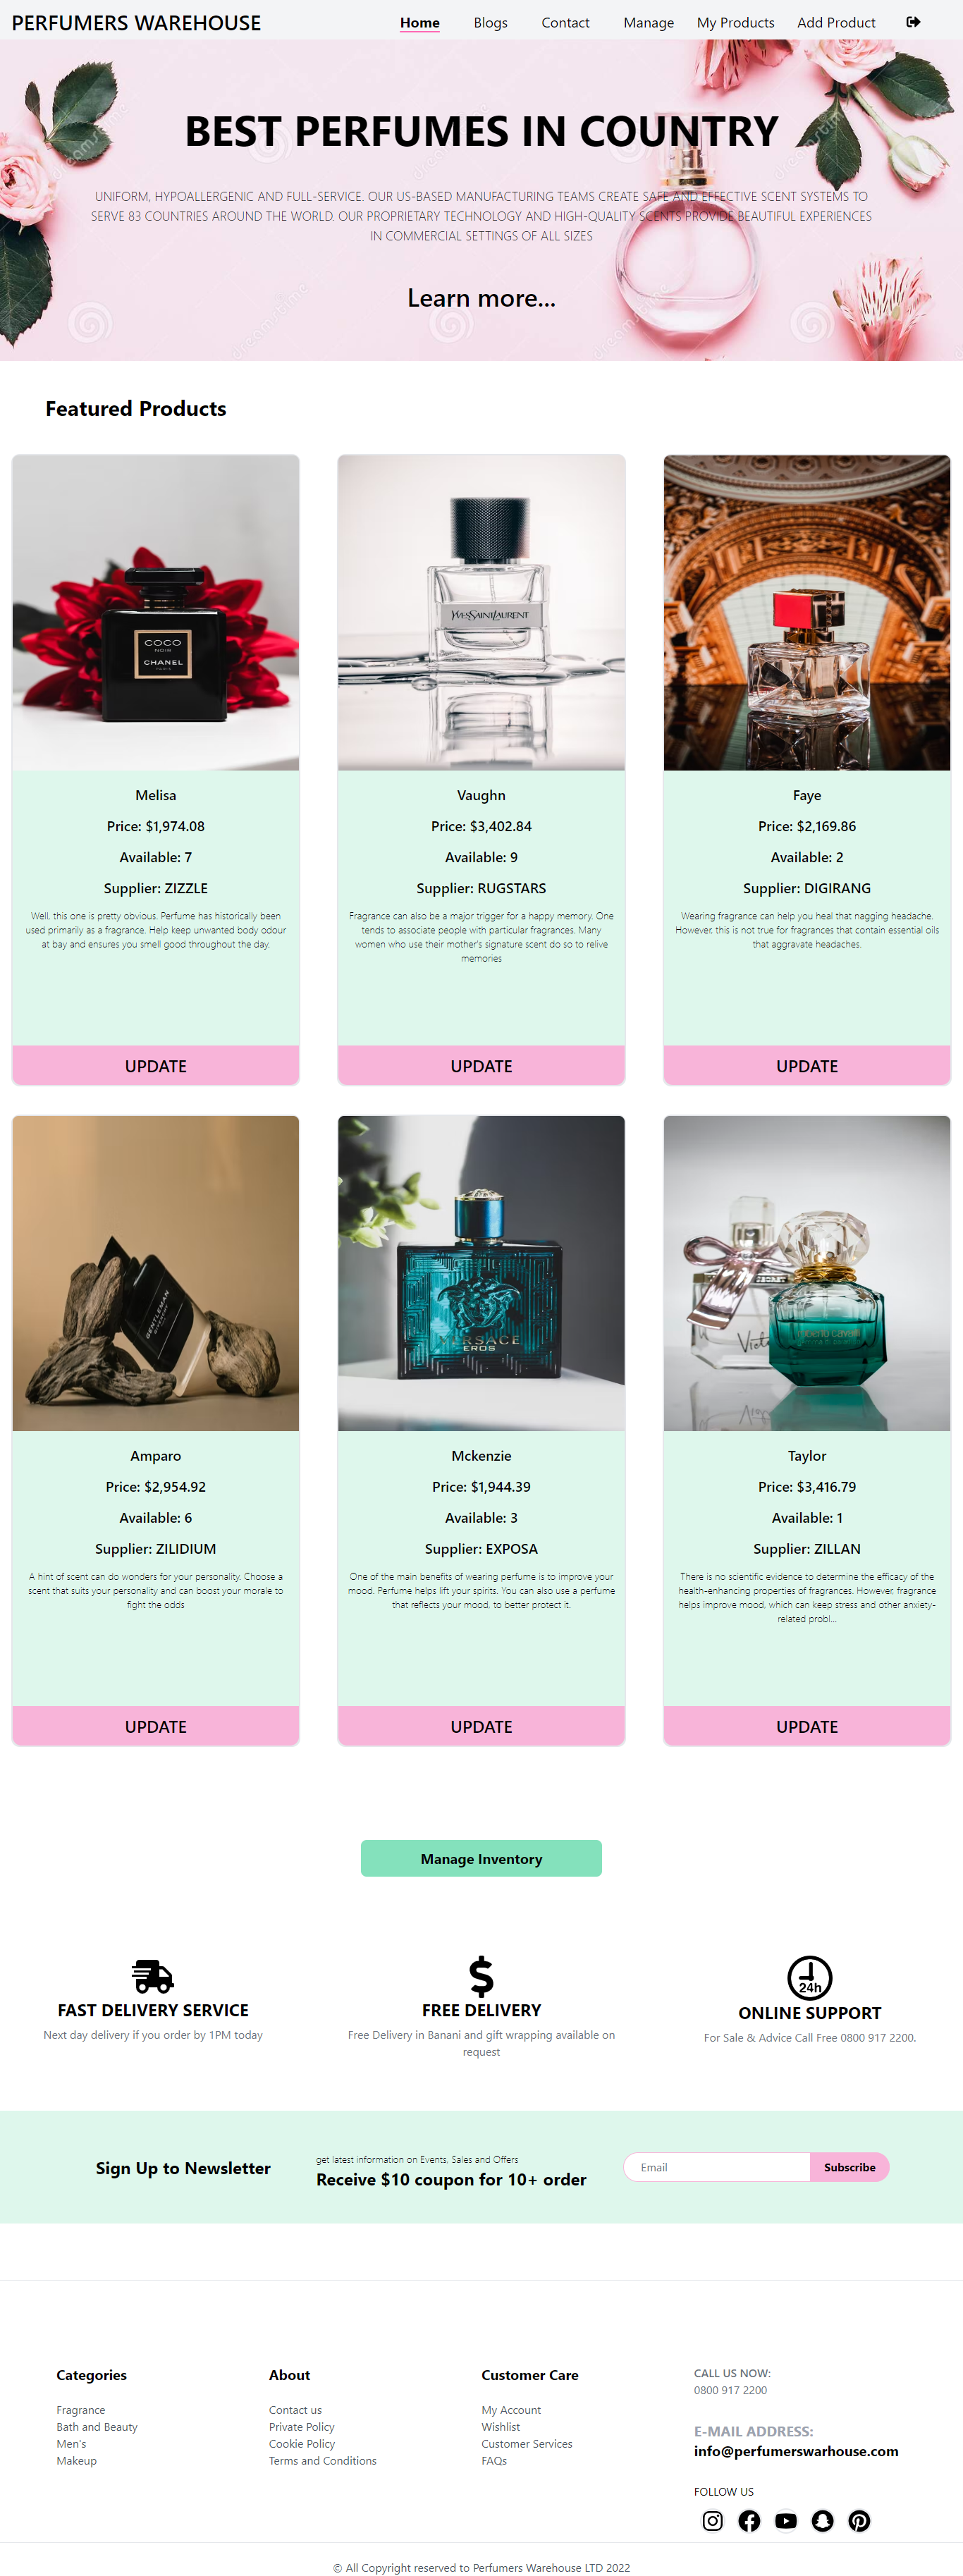 PERFUMERS WAREHOUSE
Home Blogs Contact Manage My Products Add Product
BEST PERFUMES IN COUNTRY
UNIFORM, HYPOALLERGENIC AND FULL-SERVICE. OUR US-BASED MANUFACTURING TEAMS CREATE SAFE AND EFFECTIVE SCENT SYSTEMS TO
SERVE 83 COUNTRIES AROUND THE WORLD. OUR PROPRIETARY TECHNOLOGY AND HIGH-QUALITY SCENTS PROVIDE BEAUTIFUL EXPERIENCES
IN COMMERCIAL SETTINGS OF ALL SIZES
Learn more...
dreamstime
Featured Products
COCO
NOIR
CHANEL
PARIS
Melisa
Price: $1,974.08
Available: 7
Supplier: ZIZZLE
Well, this one is pretty obvious. Perfume has historically been
used primarily as a fragrance. Help keep unwanted body odour
at bay and ensures you smell good throughout the day.
UPDATE
YVESSAINTLAURENT
Vaughn
Price: $3,402.84
Available: 9
Supplier: RUGSTARS
Fragrance can also be a major trigger for a happy memory. One
tends to associate people with particular fragrances. Many
women who use their mother's signature scent do so to relive
memories
UPDATE
Faye
Price: $2,169.86
Available: 2
Supplier: DIGIRANG
Wearing fragrance can help you heal that nagging headache.
However, this is not true for fragrances that contain essential oils
that aggravate headaches.
UPDATE
GENTLEMAN
Amparo
Price: $2,954.92
Available: 6
Supplier: ZILIDIUM
A hint of scent can do wonders for your personality. Choose a
scent that suits your personality and can boost your morale to
fight the odds
UPDATE
VERSACE
EROS
Mckenzie
Price: $1,944.39
Available: 3
Supplier: EXPOSA
One of the main benefits of wearing perfume is to improve your
mood. Perfume helps lift your spirits. You can also use a perfume
that reflects your mood, to better protect it.
UPDATE
roberto cavalli
Taylor
Price: $3,416.79
Available: 1
Supplier: ZILLAN
There is no scientific evidence to determine the efficacy of the
health-enhancing properties of fragrances. However, fragrance
helps improve mood, which can keep stress and other anxiety-
related probl...
UPDATE
Manage Inventory
FAST DELIVERY SERVICE
Next day delivery if you order by 1PM today
FREE DELIVERY
Free Delivery in Banani and gift wrapping available on
request
24h
ONLINE SUPPORT
For Sale & Advice Call Free 0800 917 2200.
Sign Up to Newsletter
get latest information on Events, Sales and Offers
Receive $10 coupon for 10+ order
Email
Subscribe
Categories
Fragrance
Bath and Beauty
Men's
Makeup
About
Contact us
Private Policy
Cookie Policy
Terms and Conditions
Customer Care
My Account
Wishlist
Customer Services
FAQs
CALL US NOW:
0800 917 2200
E-MAIL ADDRESS:
info@perfumerswarhouse.com
FOLLOW US
© All Copyright reserved to Perfumers Warehouse LTD 2022